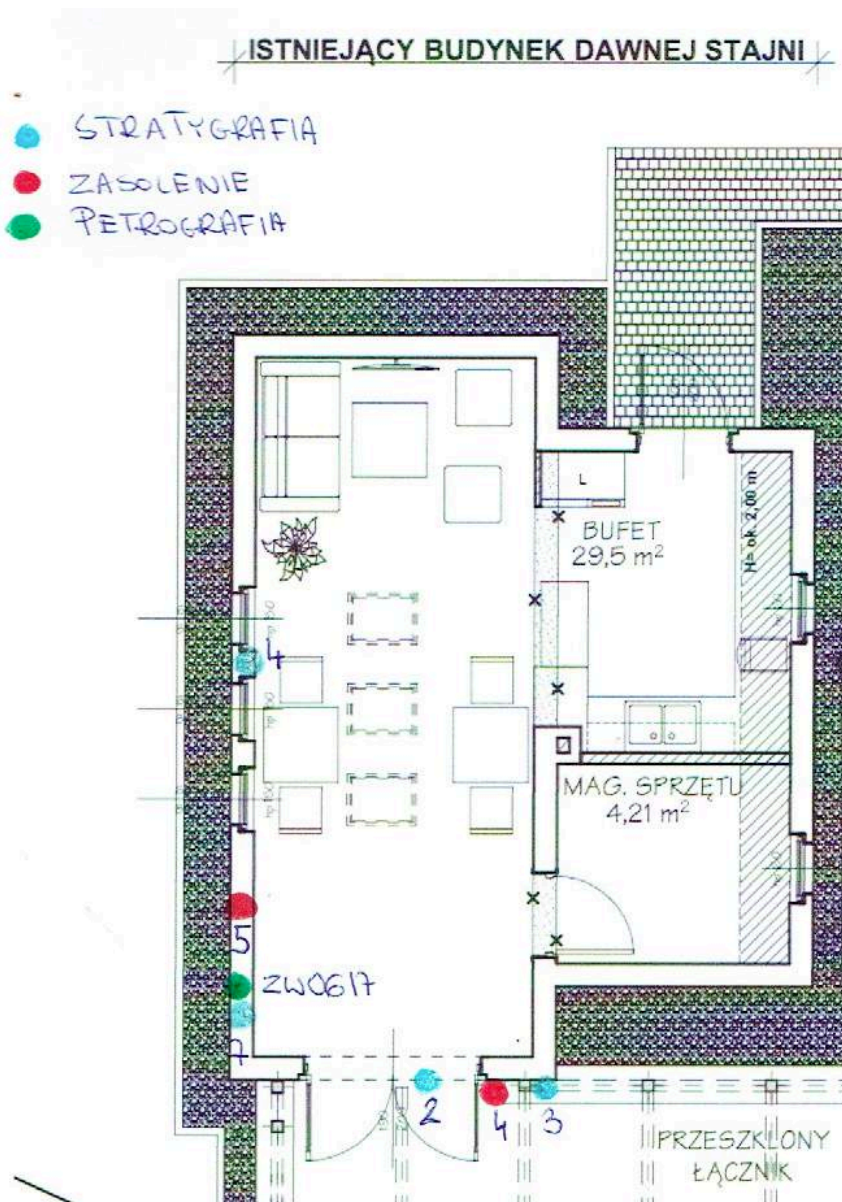 ISTNIEJĄCY BUDYNEK DAWNEJ STAJNI
STRATYGRAFIA
ZASOLENIE
PETROGRAFIA
L
BUFET
29,5 m²
H= ok. 2,00 m
4
MAG. SPRZĘTU
4,21 m²
5
ZW0617
7
2
4
3
PRZESZKLONY
ŁĄCZNIK